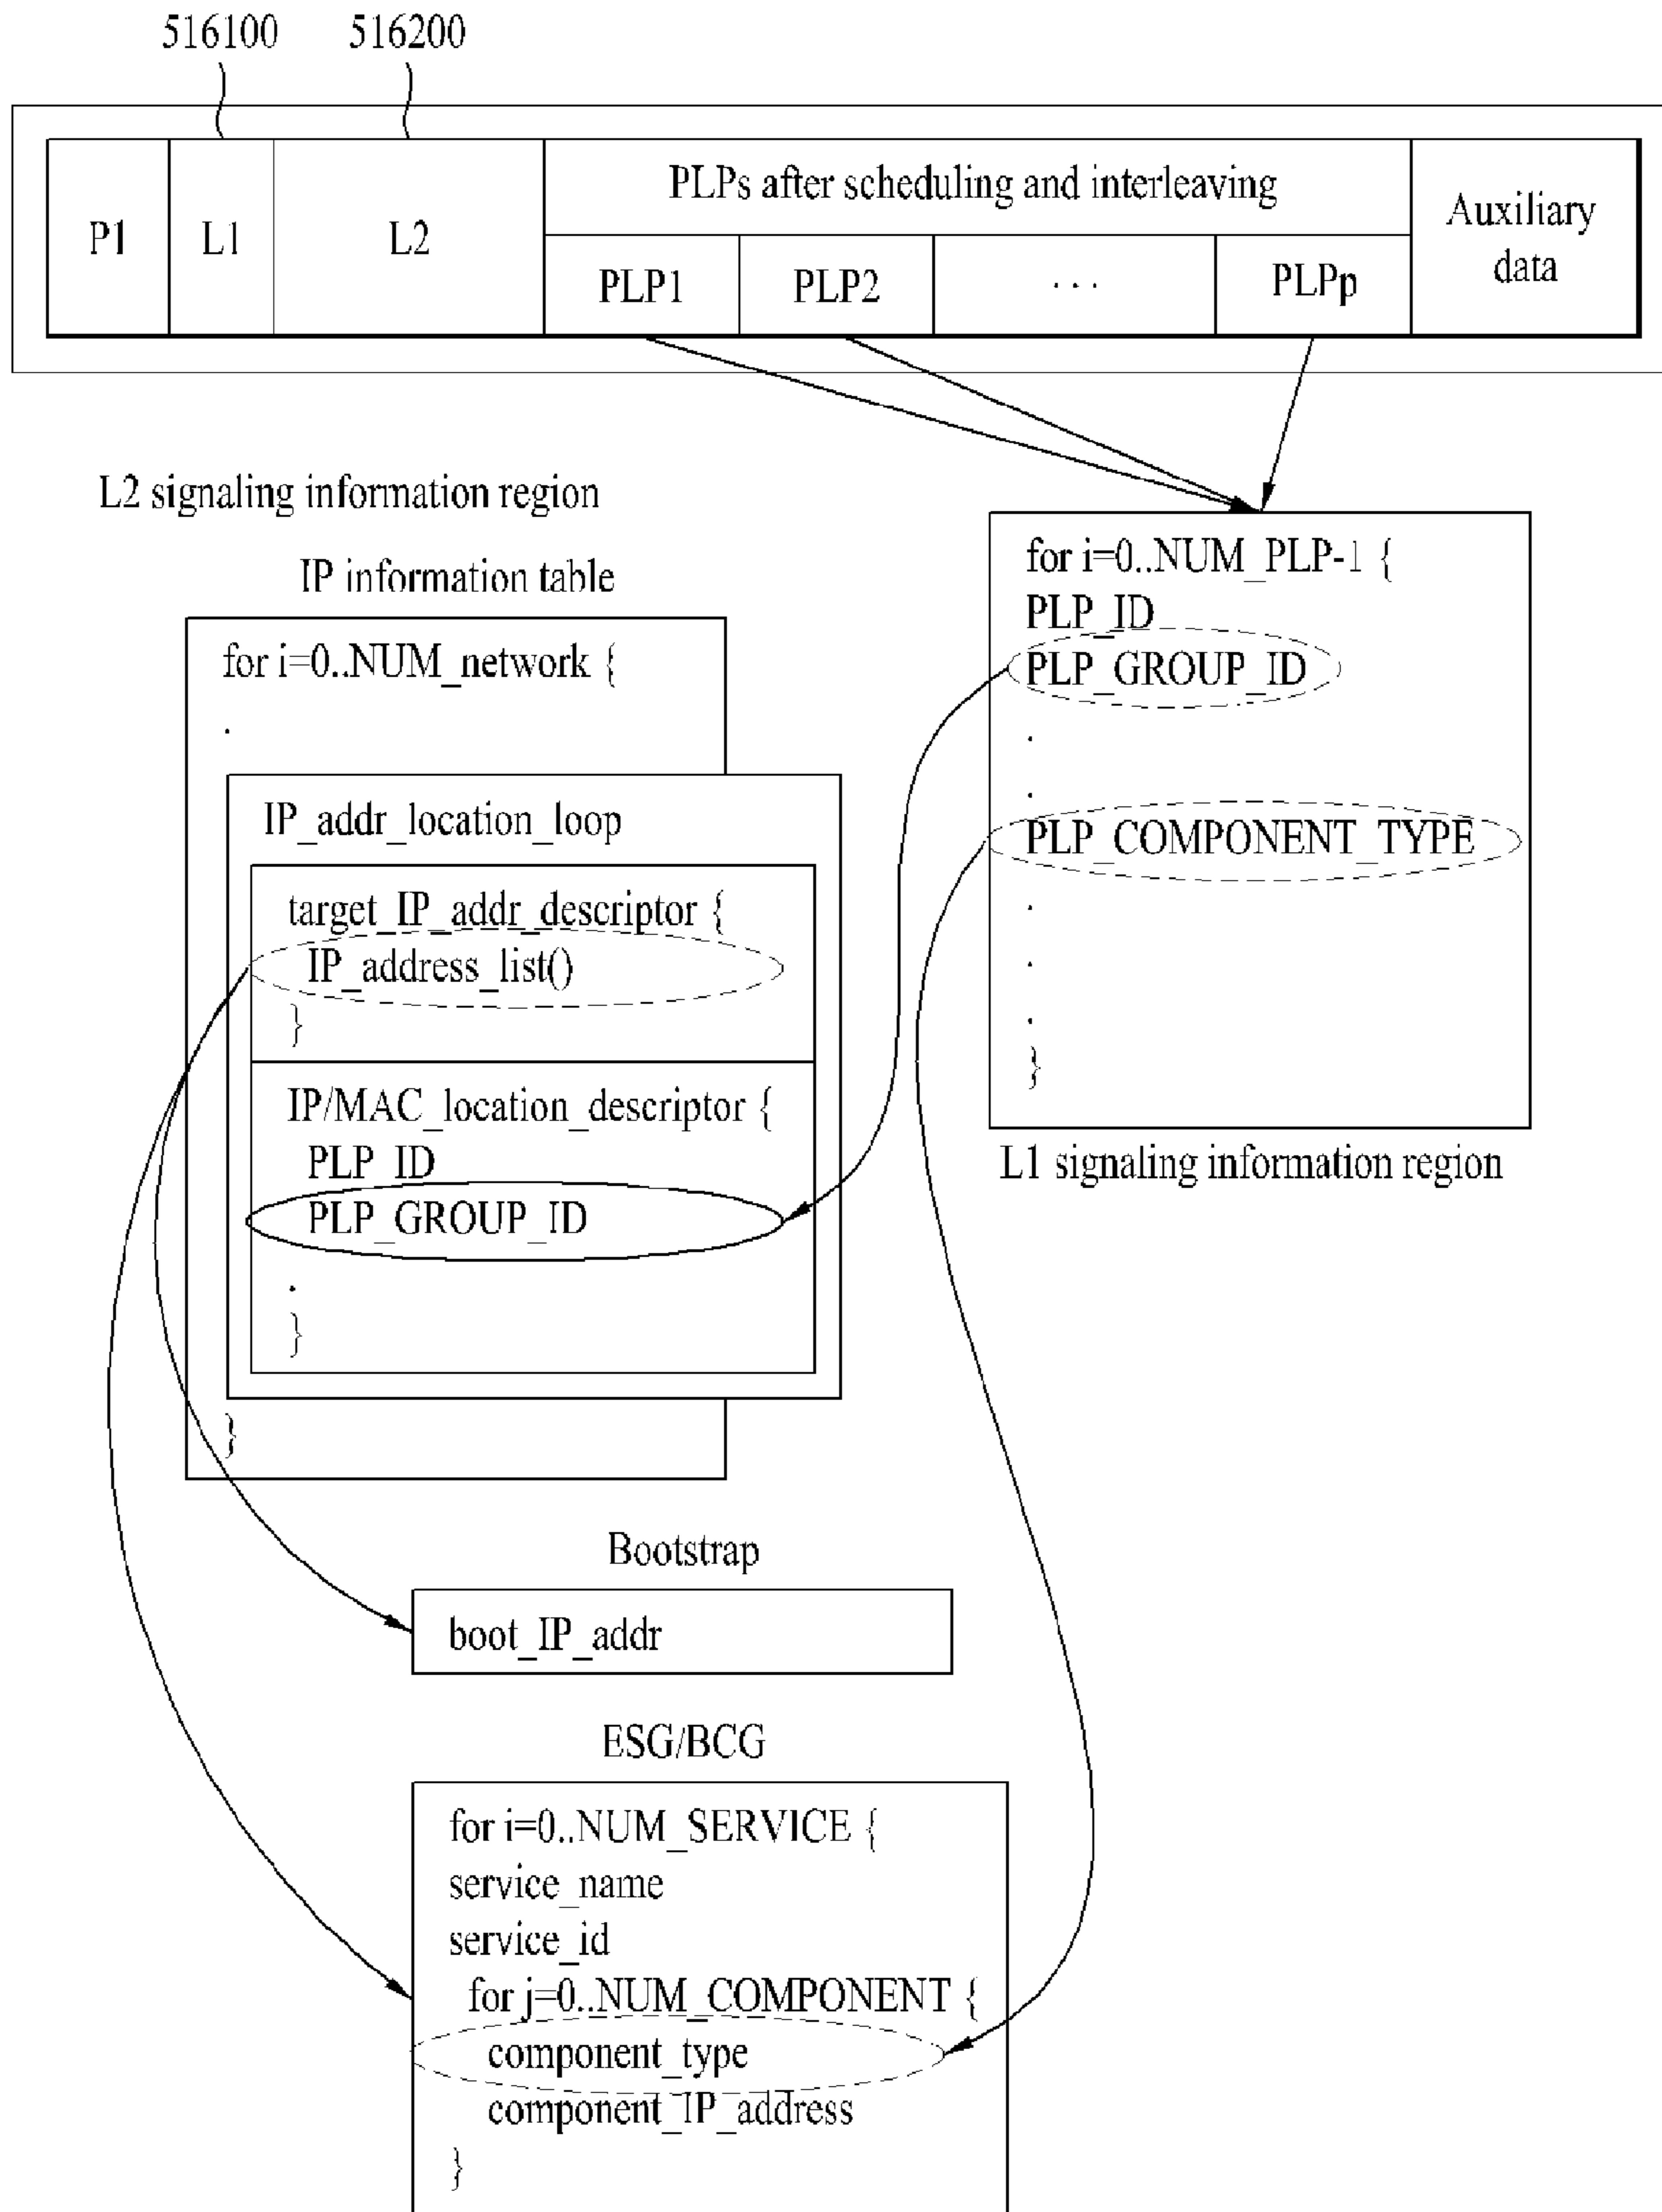 516100 516200
P1 L1 L2
PLPs after scheduling and interleaving
PLP1 PLP2 . . . PLPp
Auxiliary
data
L2 signaling information region
IP information table
for i=0..NUM_network {
.
IP_addr_location_loop
target_IP_addr_descriptor {
IP_address_list()
}
IP/MAC_location_descriptor {
PLP_ID
PLP_GROUP_ID
.
}
}
for i=0..NUM_PLP-1 {
PLP_ID
PLP_GROUP_ID
.
.
PLP_COMPONENT_TYPE
.
.
.
}
L1 signaling information region
Bootstrap
boot_IP_addr
ESG/BCG
for i=0..NUM_SERVICE {
service_name
service_id
for j=0..NUM_COMPONENT {
component_type
component_IP_address
}